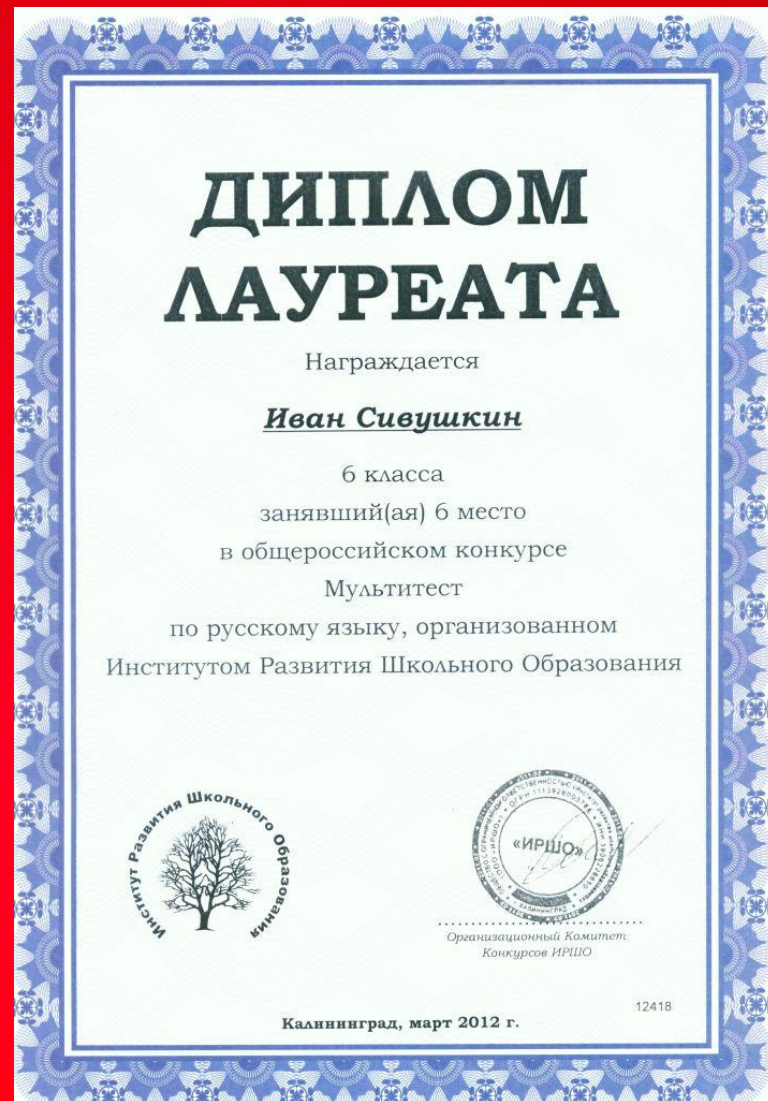 ДИПЛОМ
ЛАУРЕАТА
Награждается
Иван Сивушкин
6 класса
занявший(ая) 6 место
в общероссийском конкурсе
Мультитест
по русскому языку, организованном
Институтом Развития Школьного Образования
Институт Развития Школьного Образования
«ИРШО»
КАЛИНИНГРАД
Организационный Комитет
Конкурсов ИРШО
12418
Калининград, март 2012 г.